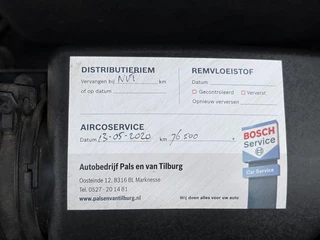 DISTRIBUTIERIEM
Vervangen bij NVT km
of op datum
REMVLOEISTOF
Datum
Gecontroleerd Ververst
Opnieuw verversen
AIRCOSERVICE
Datum 13-05-2020 km 76500
BOSCH
Service
Car Service
Autobedrijf Pals en van Tilburg
Oosteinde 12, 8316 BL Marknesse
Tel. 0527 - 20 14 81
www.palsenvantilburg.nl
Wij doen alles voor uw auto